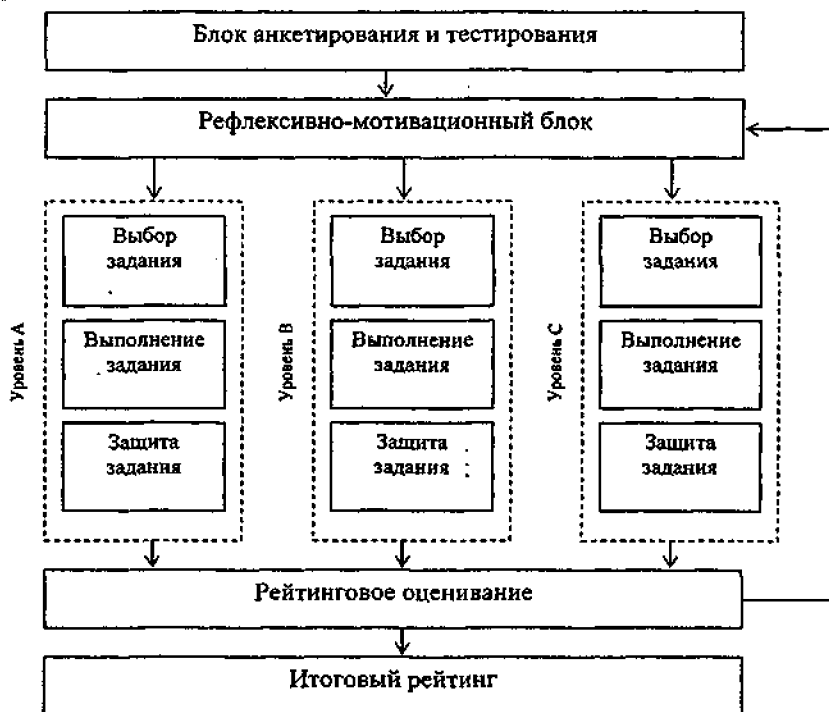 Блок анкетирования и тестирования
Рефлексивно-мотивационный блок
Уровень А
Выбор
задания
Выполнение
задания
Защита
задания
Уровень В
Выбор
задания
Выполнение
задания
Защита
задания
Уровень С
Выбор
задания
Выполнение
задания
Защита
задания
Рейтинговое оценивание
Итоговый рейтинг